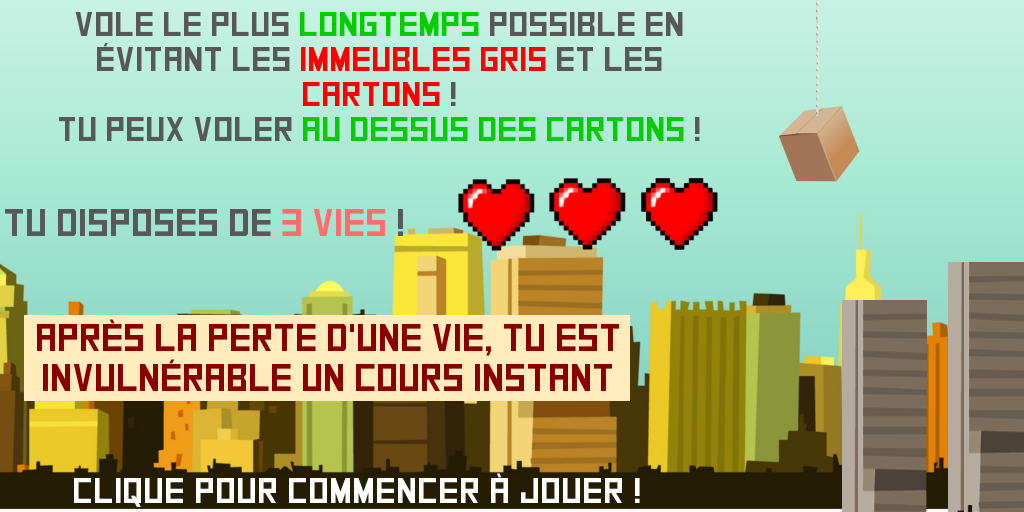 VOLE LE PLUS LONGTEMPS POSSIBLE EN
ÉVITANT LES IMMEUBLES GRIS ET LES
CARTONS !
TU PEUX VOLER AU DESSUS DES CARTONS !
TU DISPOSES DE 3 VIES !
APRÈS LA PERTE D'UNE VIE, TU EST
INVULNÉRABLE UN COURS INSTANT
CLIQUE POUR COMMENCER À JOUER !